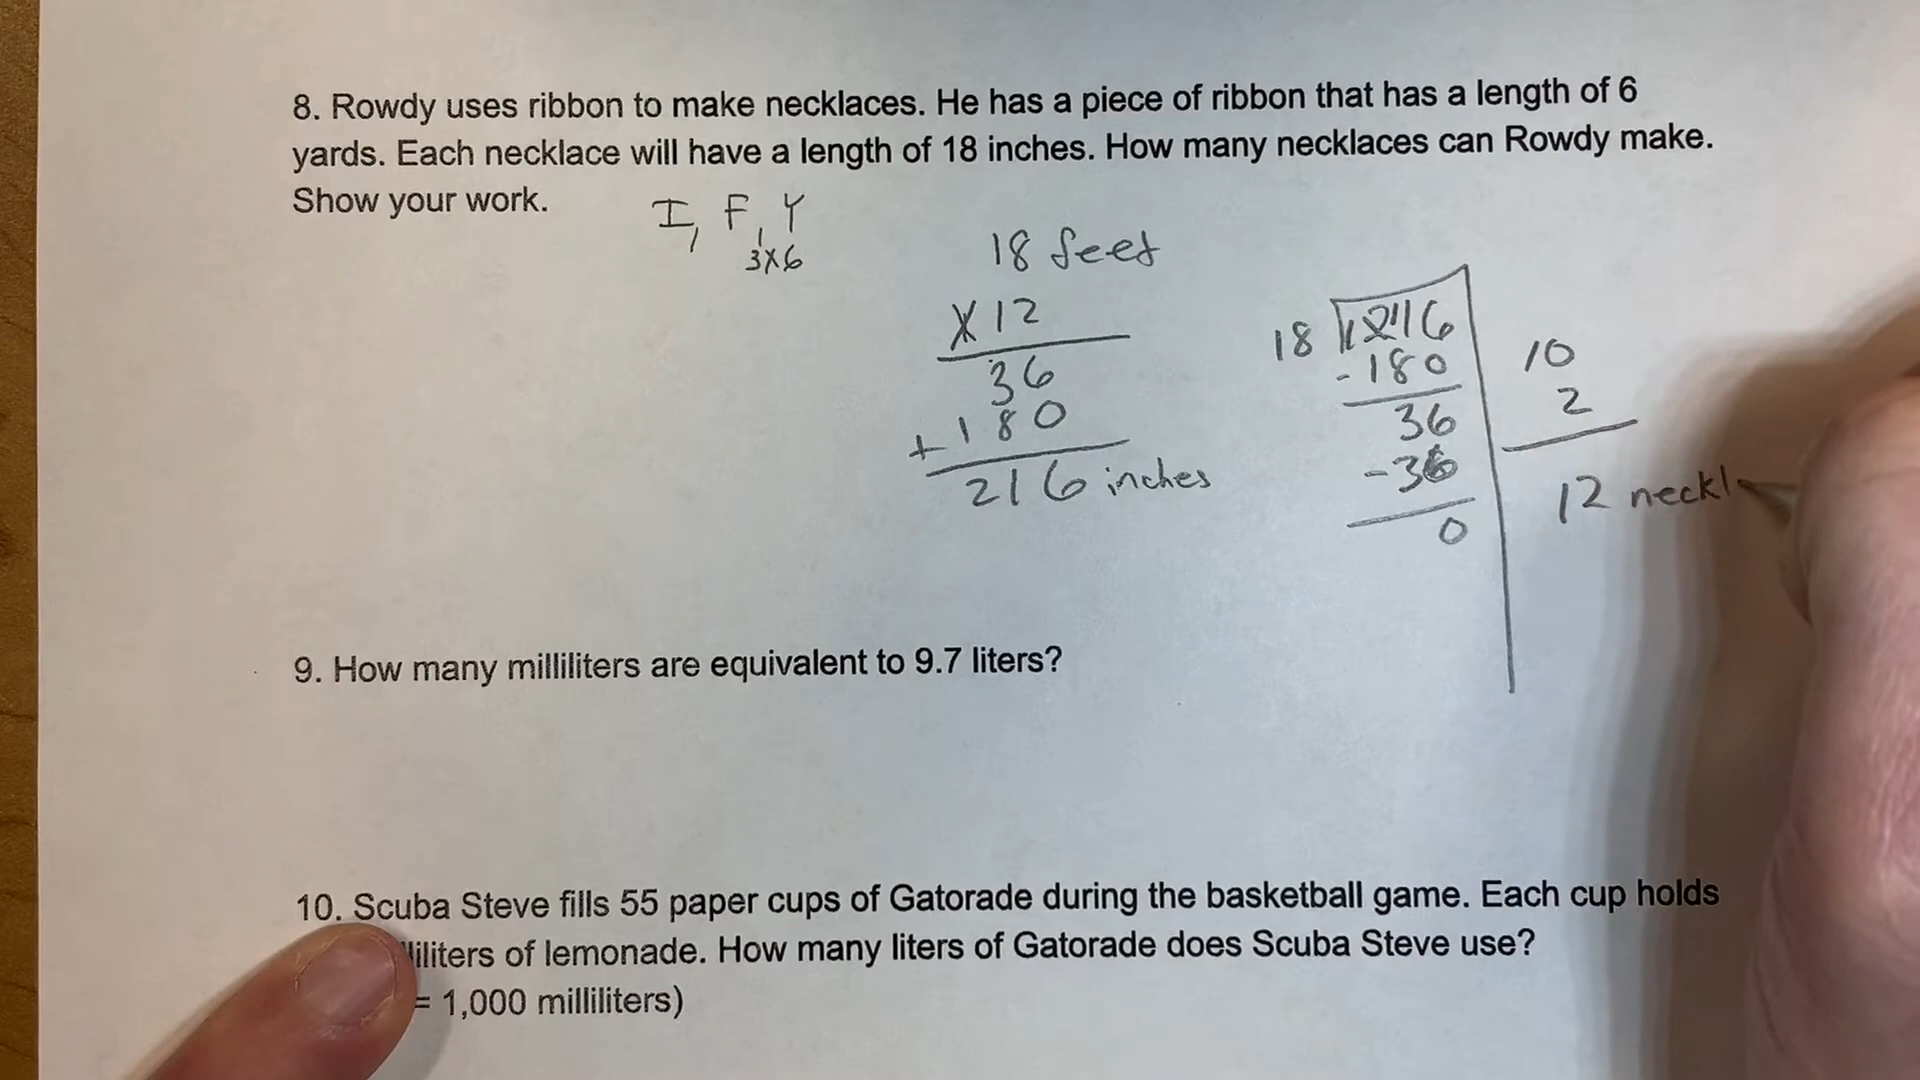 8. Rowdy uses ribbon to make necklaces. He has a piece of ribbon that has a length of 6
yards. Each necklace will have a length of 18 inches. How many necklaces can Rowdy make.
Show your work.
I, F, Y
3x6
18 feet
X 12
36
+180
216 inches
18 216
-180
36
-36
0
10
2
12 neckl
9. How many milliliters are equivalent to 9.7 liters?
10. Scuba Steve fills 55 paper cups of Gatorade during the basketball game. Each cup holds
liters of lemonade. How many liters of Gatorade does Scuba Steve use?
= 1,000 milliliters)